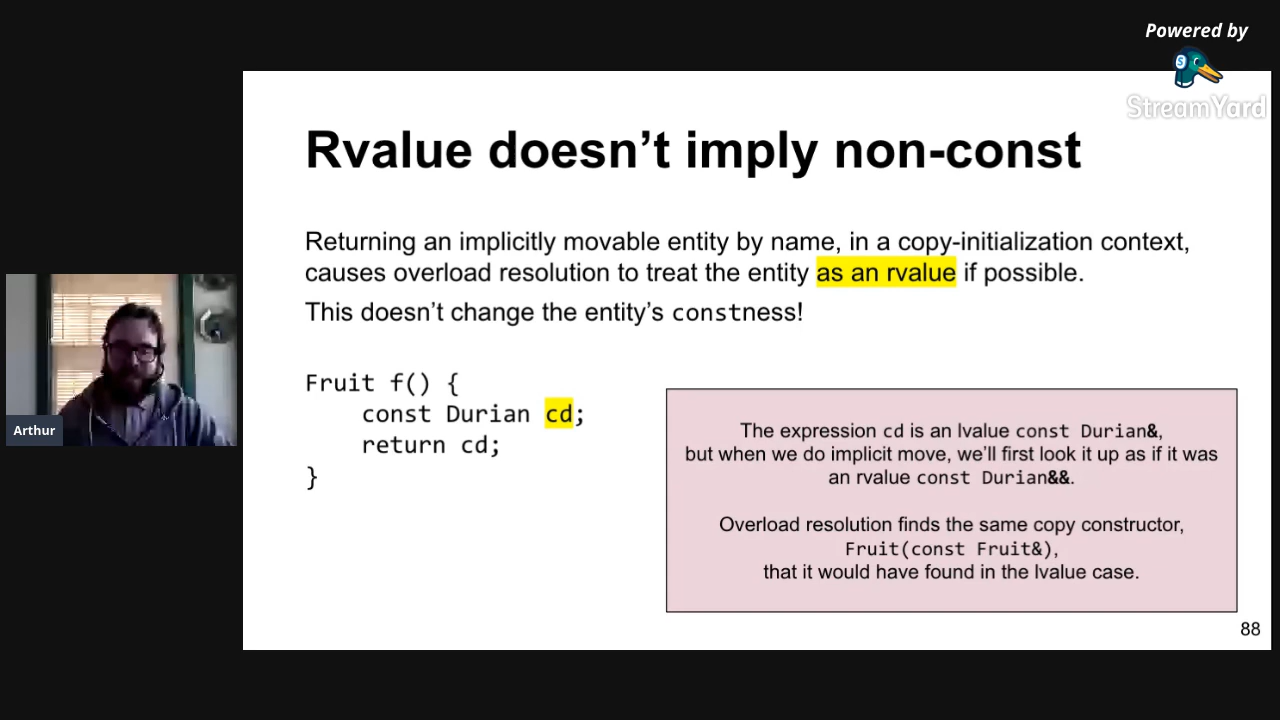 Powered by
StreamYard
Rvalue doesn’t imply non-const
Returning an implicitly movable entity by name, in a copy-initialization context,
causes overload resolution to treat the entity as an rvalue if possible.
This doesn’t change the entity’s constness!
Fruit f() {
    const Durian cd;
    return cd;
}
The expression cd is an lvalue const Durian&,
but when we do implicit move, we’ll first look it up as if it was
an rvalue const Durian&&.
Overload resolution finds the same copy constructor,
Fruit(const Fruit&),
that it would have found in the lvalue case.
88
Arthur